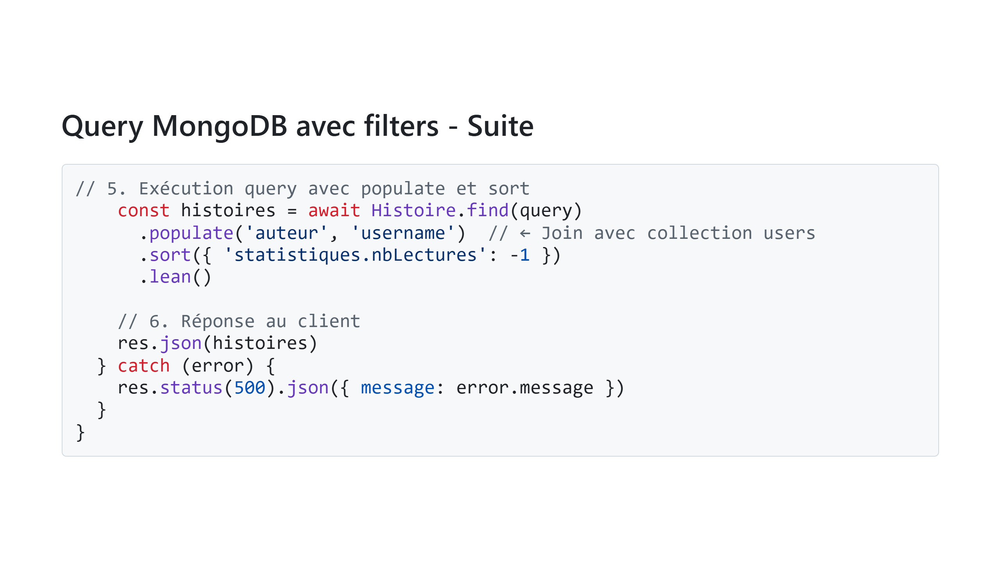 Query MongoDB avec filters - Suite
// 5. Exécution query avec populate et sort
    const histoires = await Histoire.find(query)
      .populate('auteur', 'username')  // ← Join avec collection users
      .sort({ 'statistiques.nbLectures': -1 })
      .lean()

    // 6. Réponse au client
    res.json(histoires)
  } catch (error) {
    res.status(500).json({ message: error.message })
  }
}